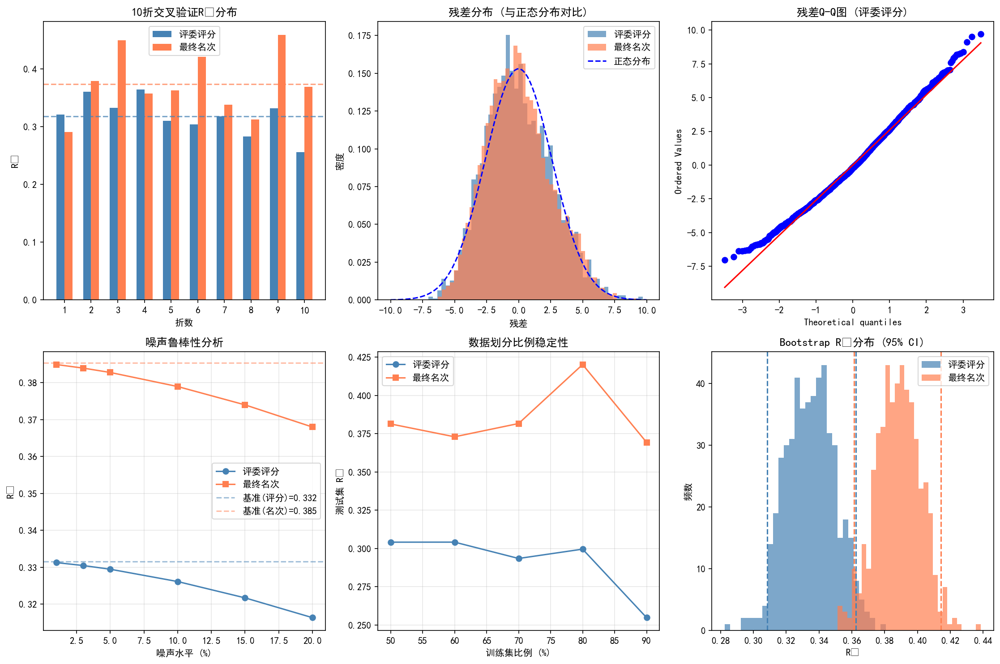 10折交叉验证R□分布
评委评分
最终名次
R□
0.4
0.3
0.2
0.1
0.0
1 2 3 4 5 6 7 8 9 10
折数
残差分布 (与正态分布对比)
评委评分
最终名次
正态分布
密度
0.175
0.150
0.125
0.100
0.075
0.050
0.025
0.000
−10.0 −7.5 −5.0 −2.5 0.0 2.5 5.0 7.5 10.0
残差
残差Q-Q图 (评委评分)
Ordered Values
10.0
7.5
5.0
2.5
0.0
−2.5
−5.0
−7.5
−3 −2 −1 0 1 2 3
Theoretical quantiles
噪声鲁棒性分析
R□
0.38
0.37
0.36
0.35
0.34
0.33
0.32
评委评分
最终名次
基准(评分)=0.332
基准(名次)=0.385
2.5 5.0 7.5 10.0 12.5 15.0 17.5 20.0
噪声水平 (%)
数据划分比例稳定性
评委评分
最终名次
测试集 R□
0.425
0.400
0.375
0.350
0.325
0.300
0.275
0.250
50 55 60 65 70 75 80 85 90
训练集比例 (%)
Bootstrap R□分布 (95% CI)
评委评分
最终名次
频数
40
30
20
10
0
0.28 0.30 0.32 0.34 0.36 0.38 0.40 0.42 0.44
R□